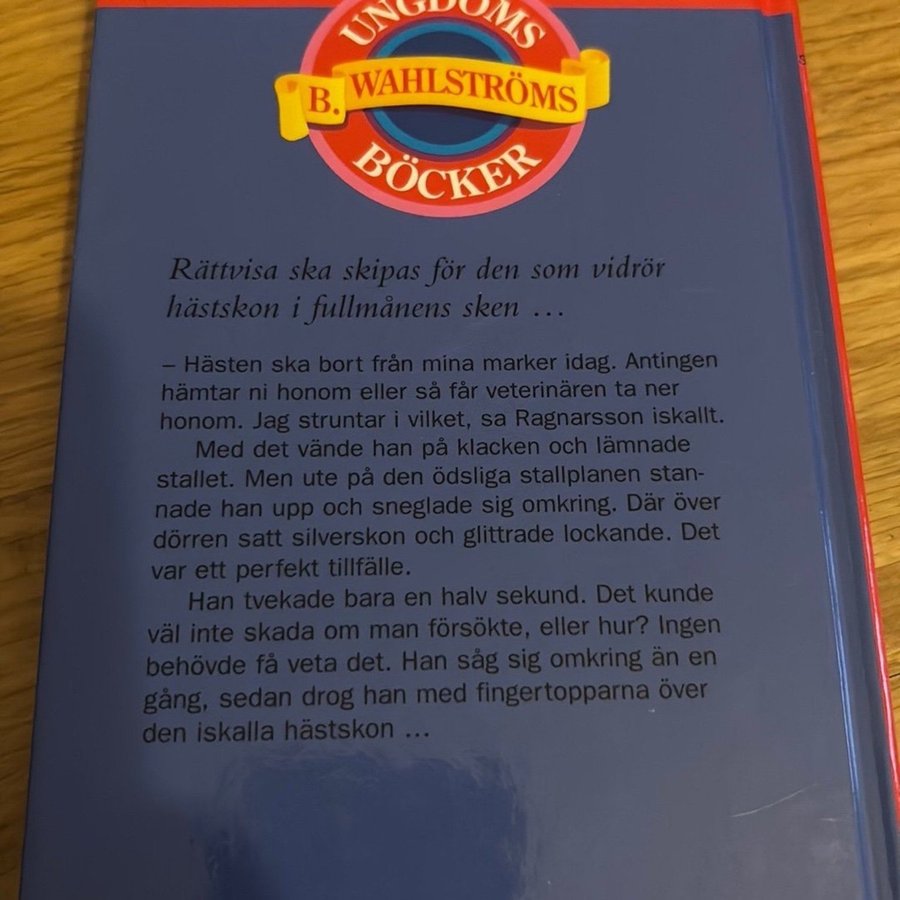 UNGDOMS
B. WAHLSTRÖMS
BÖCKER
Rättvisa ska skipas för den som vidrör
hästskon i fullmånens sken ...
– Hästen ska bort från mina marker idag. Antingen
hämtar ni honom eller så får veterinären ta ner
honom. Jag struntar i vilket, sa Ragnarsson iskallt.
Med det vände han på klacken och lämnade
stallet. Men ute på den ödsliga stallplanen stan-
nade han upp och sneglade sig omkring. Där över
dörren satt silverskon och glittrade lockande. Det
var ett perfekt tillfälle.
Han tvekade bara en halv sekund. Det kunde
väl inte skada om man försökte, eller hur? Ingen
behövde få veta det. Han såg sig omkring än en
gång, sedan drog han med fingertopparna över
den iskalla hästskon ...